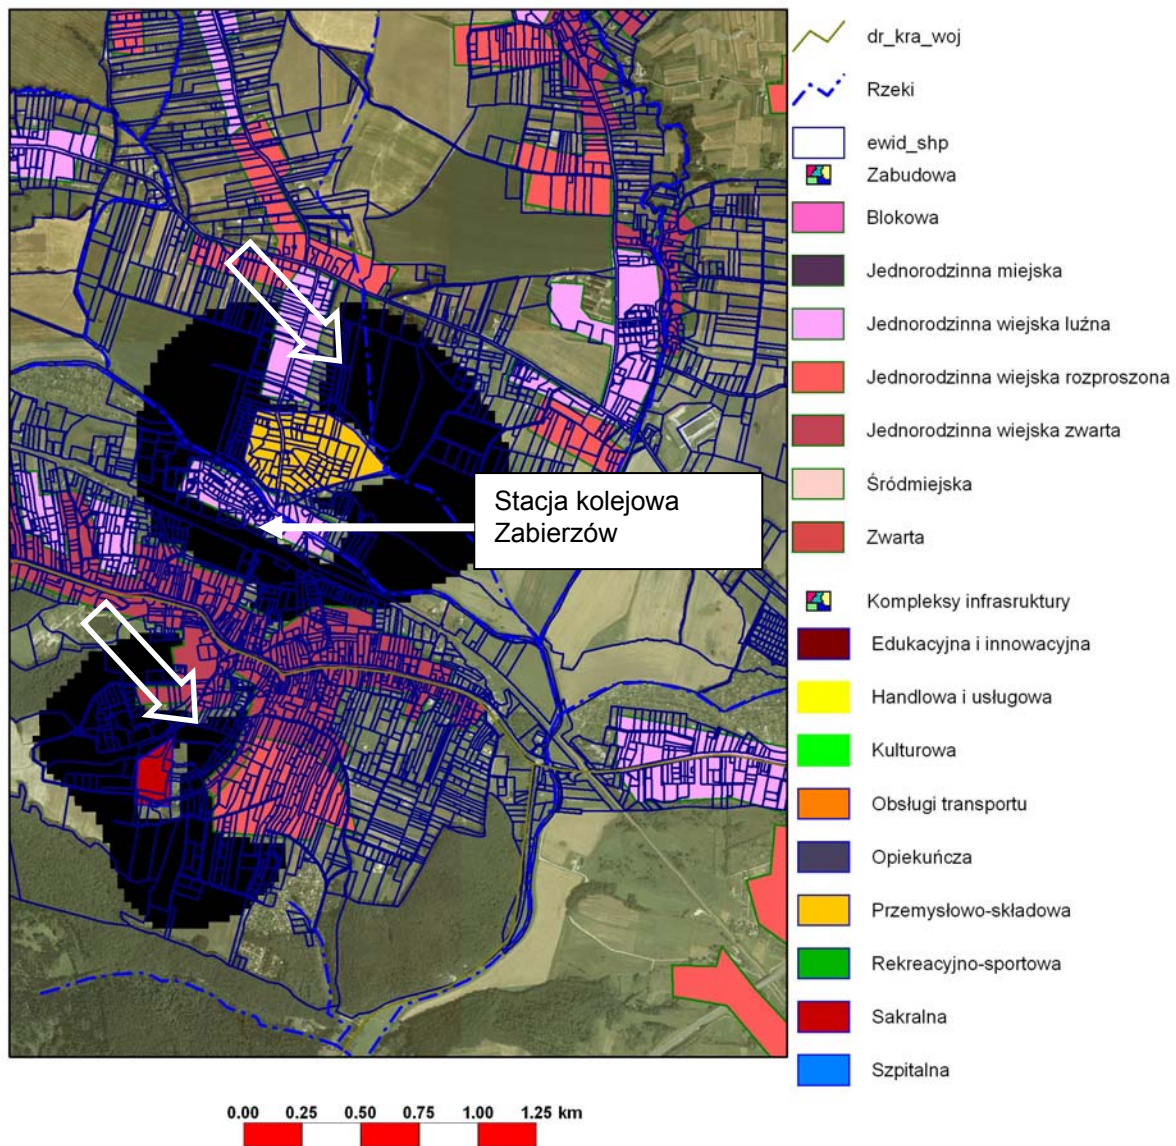 dr_kra_woj
Rzeki
ewid_shp
Zabudowa
Blokowa
Jednorodzinna miejska
Jednorodzinna wiejska luźna
Jednorodzinna wiejska rozproszona
Jednorodzinna wiejska zwarta
Śródmiejska
Zwarta
Kompleksy infrasruktury
Edukacyjna i innowacyjna
Handlowa i usługowa
Kulturowa
Obsługi transportu
Opiekuńcza
Przemysłowo-składowa
Rekreacyjno-sportowa
Sakralna
Szpitalna
Stacja kolejowa
Zabierzów
0.00 0.25 0.50 0.75 1.00 1.25 km